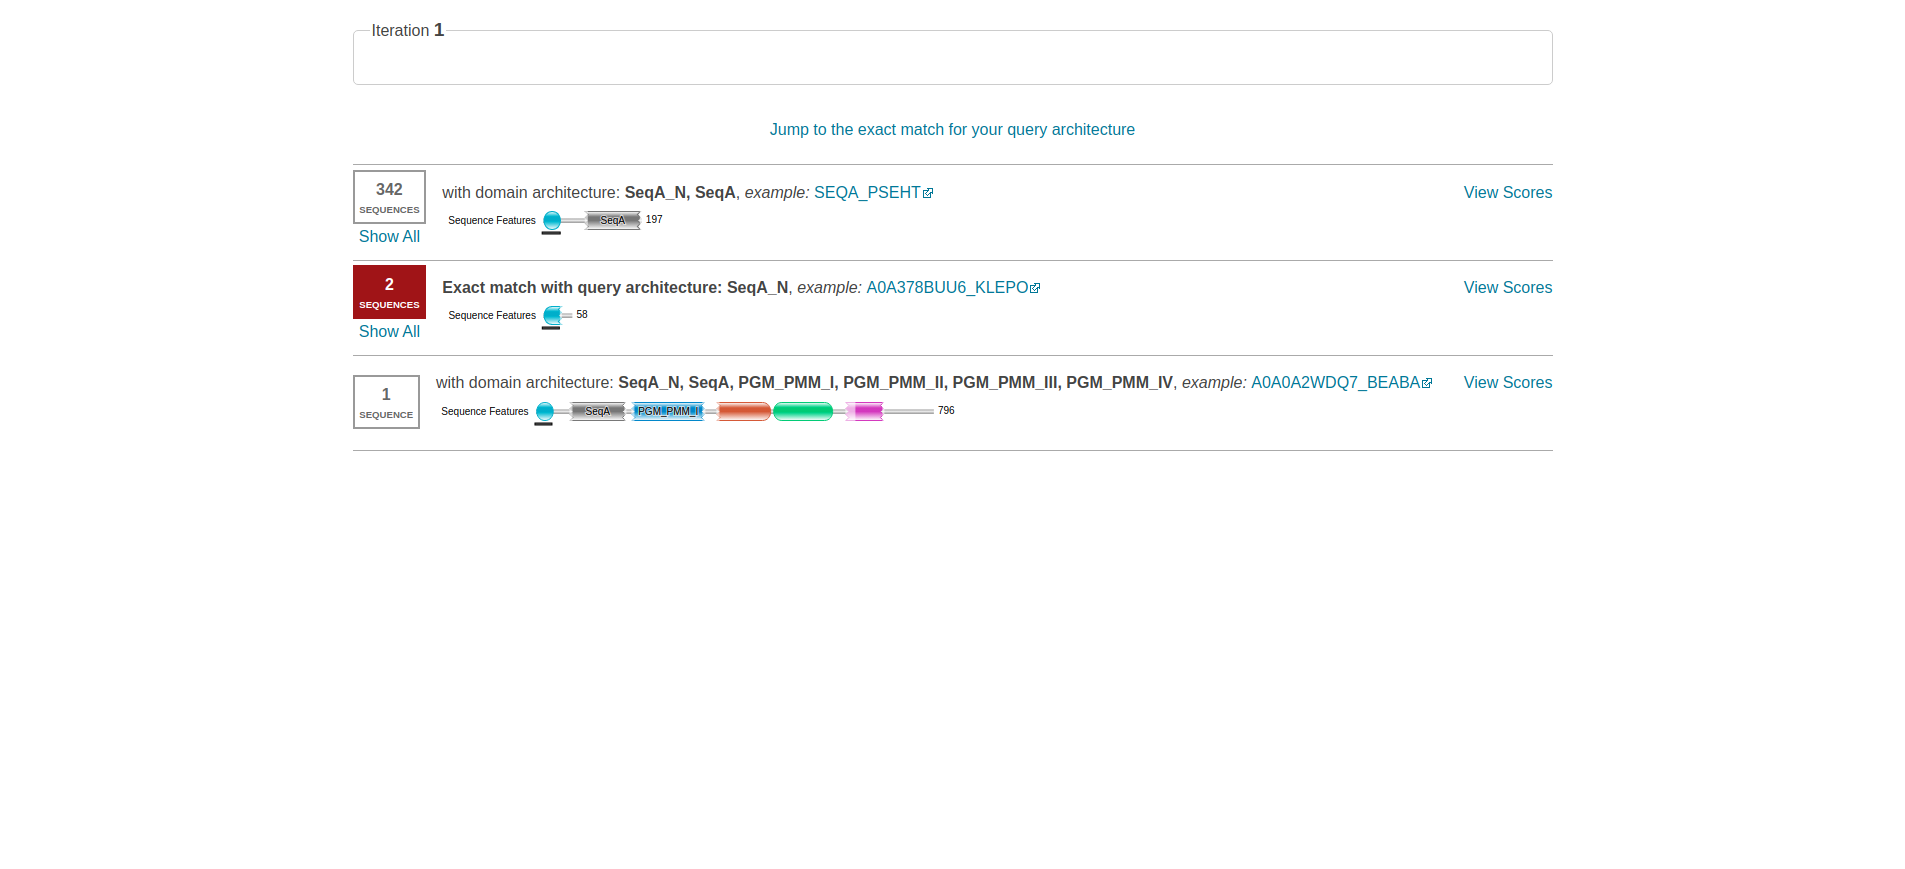 Iteration 1
Jump to the exact match for your query architecture
342
SEQUENCES
Show All
with domain architecture: SeqA_N, SeqA, example: SEQA_PSEHT
View Scores
Sequence Features SeqA 197
2
SEQUENCES
Show All
Exact match with query architecture: SeqA_N, example: A0A378BUU6_KLEPO
View Scores
Sequence Features 58
1
SEQUENCE
with domain architecture: SeqA_N, SeqA, PGM_PMM_I, PGM_PMM_II, PGM_PMM_III, PGM_PMM_IV, example: A0A0A2WDQ7_BEABA
View Scores
Sequence Features SeqA PGM_PMM_I 796